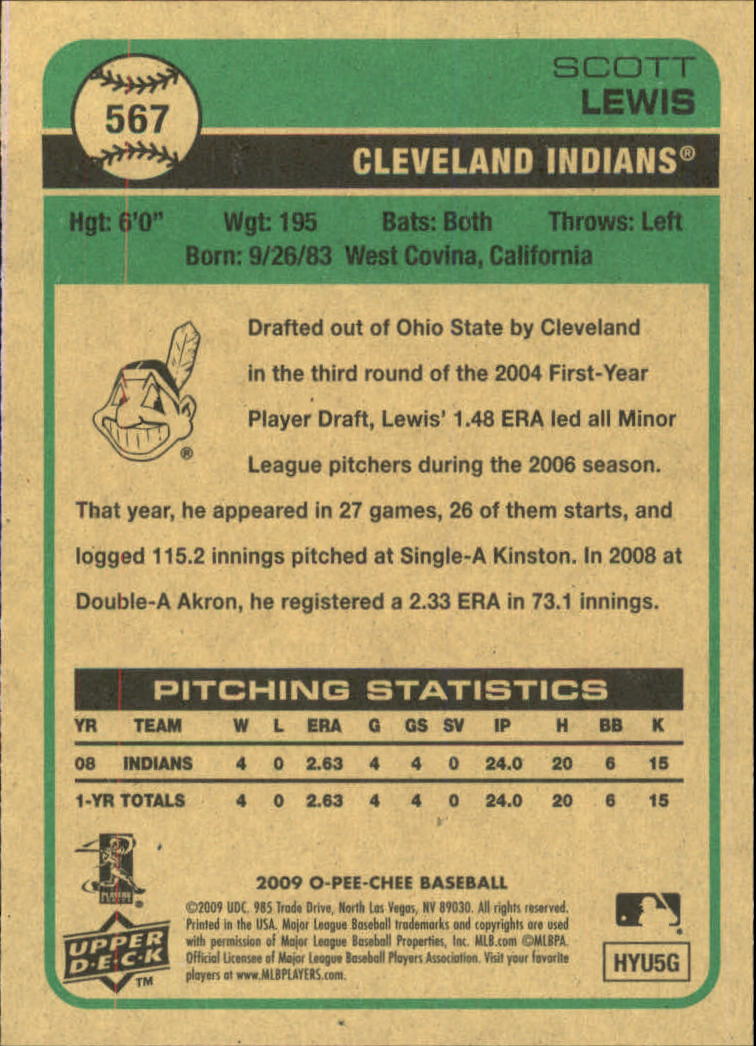 567
SCOTT
LEWIS
CLEVELAND INDIANS®
Hgt: 6'0" Wgt: 195 Bats: Both Throws: Left
Born: 9/26/83 West Covina, California
Drafted out of Ohio State by Cleveland
in the third round of the 2004 First-Year
Player Draft, Lewis' 1.48 ERA led all Minor
League pitchers during the 2006 season.
®
That year, he appeared in 27 games, 26 of them starts, and
logged 115.2 innings pitched at Single-A Kinston. In 2008 at
Double-A Akron, he registered a 2.33 ERA in 73.1 innings.
PITCHING STATISTICS
YR TEAM W L ERA G GS SV IP H BB K
08 INDIANS 4 0 2.63 4 4 0 24.0 20 6 15
1-YR TOTALS 4 0 2.63 4 4 0 24.0 20 6 15
PLAYERS
®
2009 O-PEE-CHEE BASEBALL
©2009 UDC. 985 Trade Drive, North Las Vegas, NV 89030. All rights reserved.
Printed in the USA. Major League Baseball trademarks and copyrights are used
with permission of Major League Baseball Properties, Inc. MLB.com ©MLBPA.
Official Licensee of Major League Baseball Players Association. Visit your favorite
players at www.MLBPLAYERS.com.
UPPER
D·E·C·K
TM
HYU5G